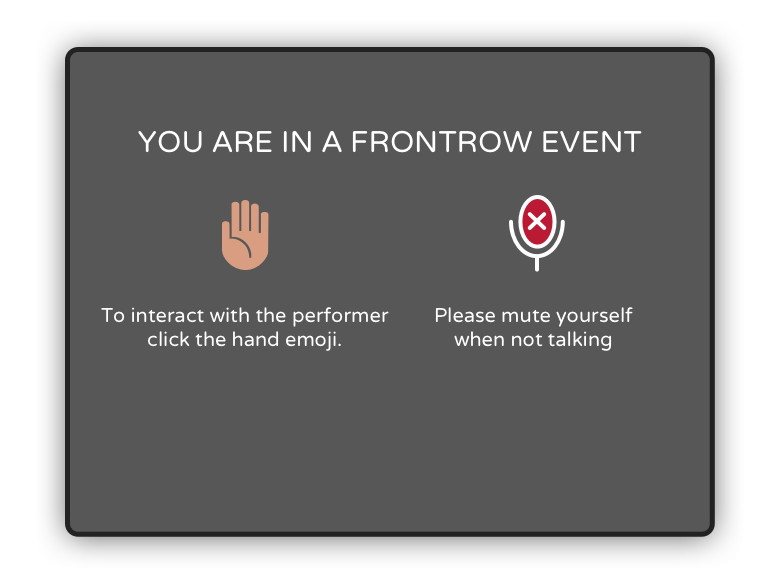 YOU ARE IN A FRONTROW EVENT
To interact with the performer
click the hand emoji.
Please mute yourself
when not talking